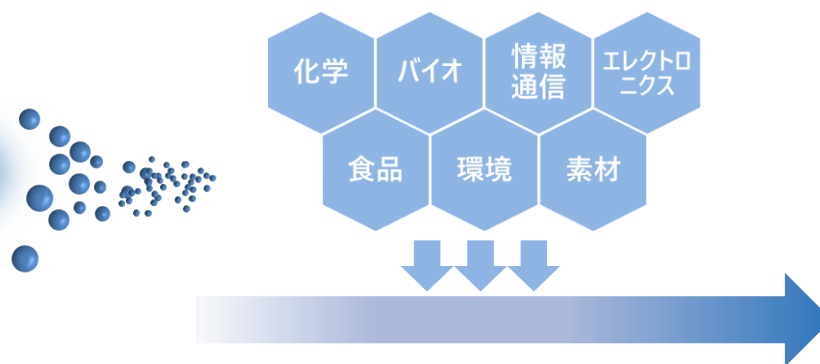 化学
バイオ
情報
通信
エレクトロ
ニクス
食品
環境
素材